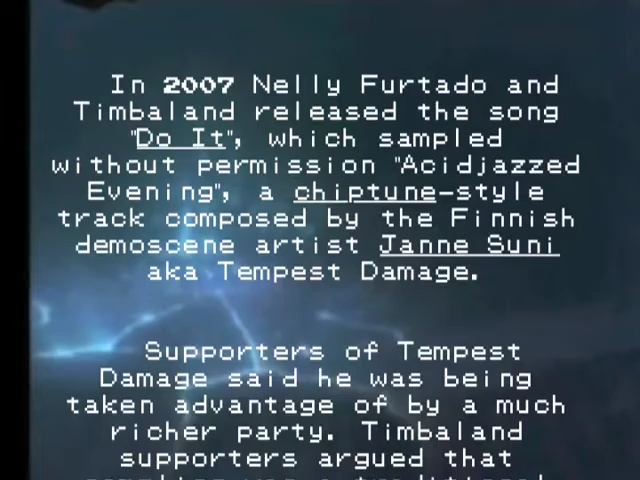 In 2007 Nelly Furtado and
Timbaland released the song
"Do It", which sampled
without permission "Acidjazzed
Evening", a chiptune-style
track composed by the Finnish
demoscene artist Janne Suni
aka Tempest Damage.
Supporters of Tempest
Damage said he was being
taken advantage of by a much
richer party. Timbaland
supporters argued that